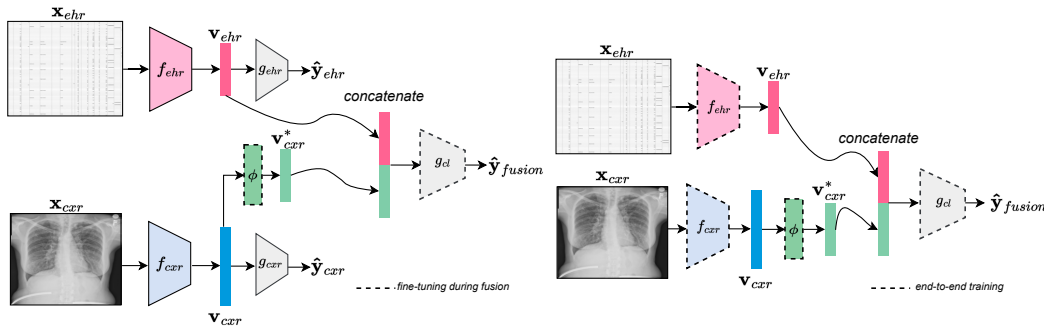 x_ehr
f_ehr
v_ehr
g_ehr
ŷ_ehr
concatenate
v*_cxr
ϕ
g_cl
ŷ_fusion
x_cxr
f_cxr
v_cxr
g_cxr
ŷ_cxr
fine-tuning during fusion
x_ehr
f_ehr
v_ehr
concatenate
x_cxr
f_cxr
v_cxr
ϕ
v*_cxr
g_cl
ŷ_fusion
end-to-end training